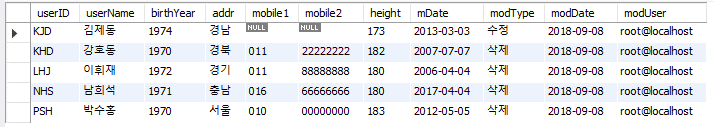 userID userName birthYear addr mobile1 mobile2 height mDate modType modDate modUser
KJD 김제동 1974 경남 NULL NULL 173 2013-03-03 수정 2018-09-08 root@localhost
KHD 강호동 1970 경북 011 22222222 182 2007-07-07 삭제 2018-09-08 root@localhost
LHJ 이휘재 1972 경기 011 88888888 180 2006-04-04 삭제 2018-09-08 root@localhost
NHS 남희석 1971 충남 016 66666666 180 2017-04-04 삭제 2018-09-08 root@localhost
PSH 박수홍 1970 서울 010 00000000 183 2012-05-05 삭제 2018-09-08 root@localhost